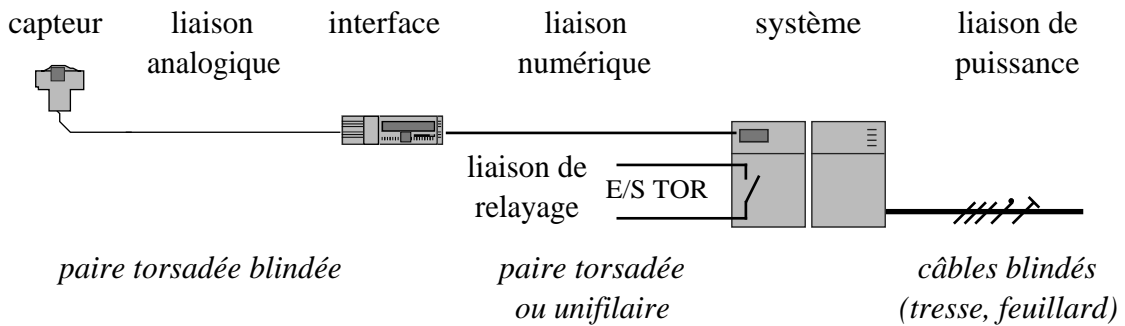 capteur
liaison
analogique
interface
liaison
numérique
système
liaison de
puissance
liaison de
relayage
E/S TOR
paire torsadée blindée
paire torsadée
ou unifilaire
câbles blindés
(tresse, feuillard)